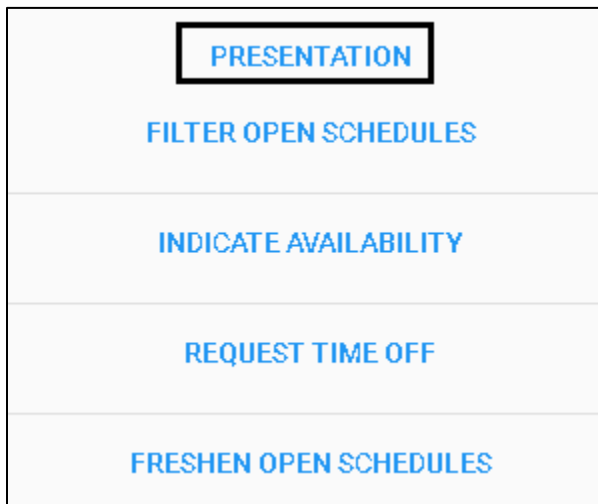 PRESENTATION
FILTER OPEN SCHEDULES
INDICATE AVAILABILITY
REQUEST TIME OFF
FRESHEN OPEN SCHEDULES